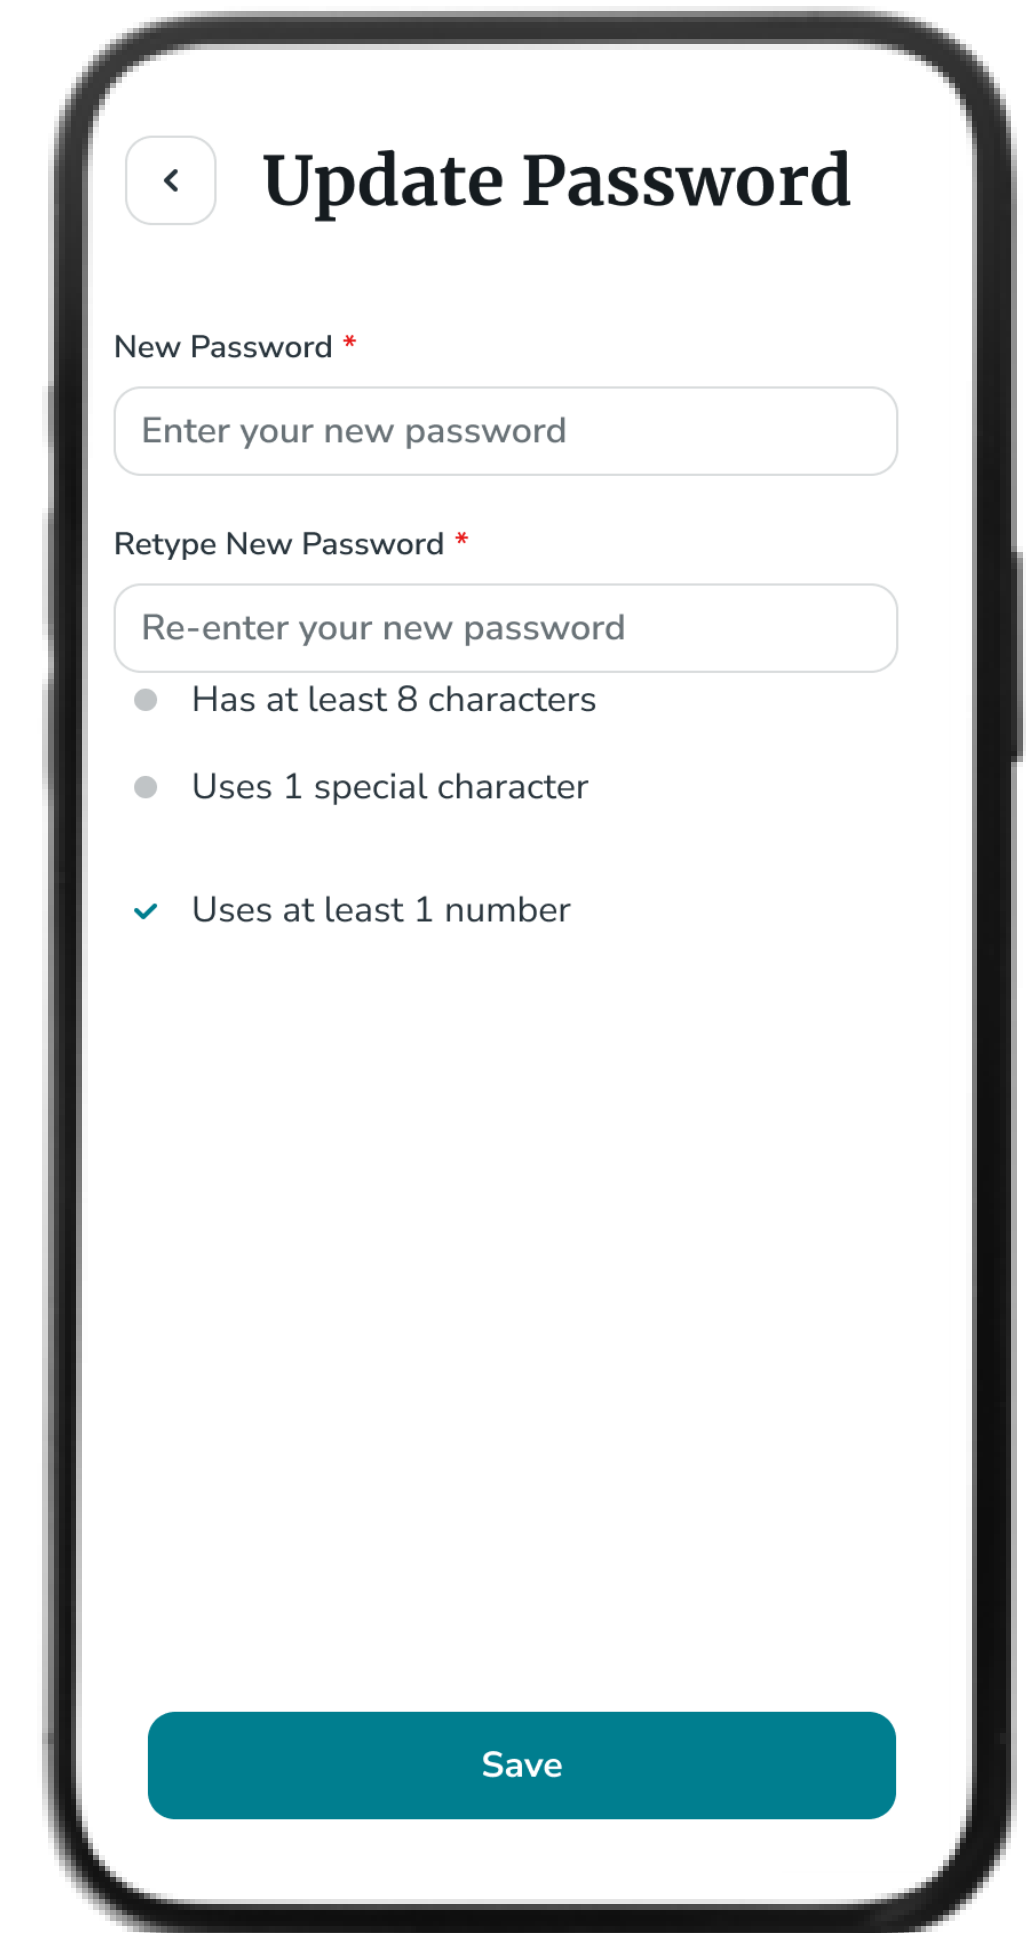 Update Password
New Password *
Enter your new password
Retype New Password *
Re-enter your new password
Has at least 8 characters
Uses 1 special character
Uses at least 1 number
Save